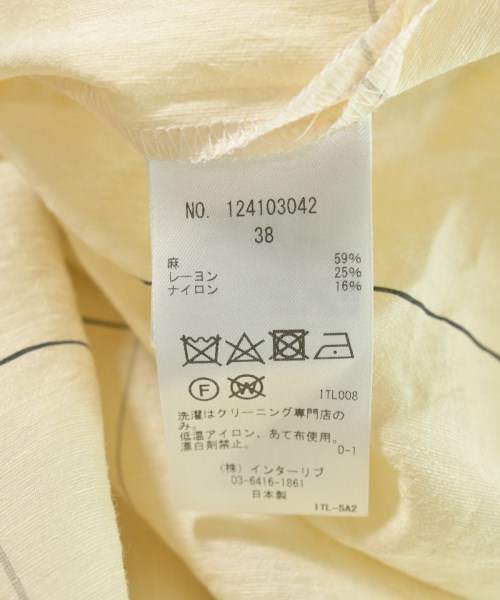 NO. 124103042
38
麻 59%
レーヨン 25%
ナイロン 16%
F W ITL008
洗濯はクリーニング専門店の
み。
低温アイロン、あて布使用。
漂白剤禁止。 D-1
(株) インターリブ
03-6416-1861
日本製
ITL-SA2